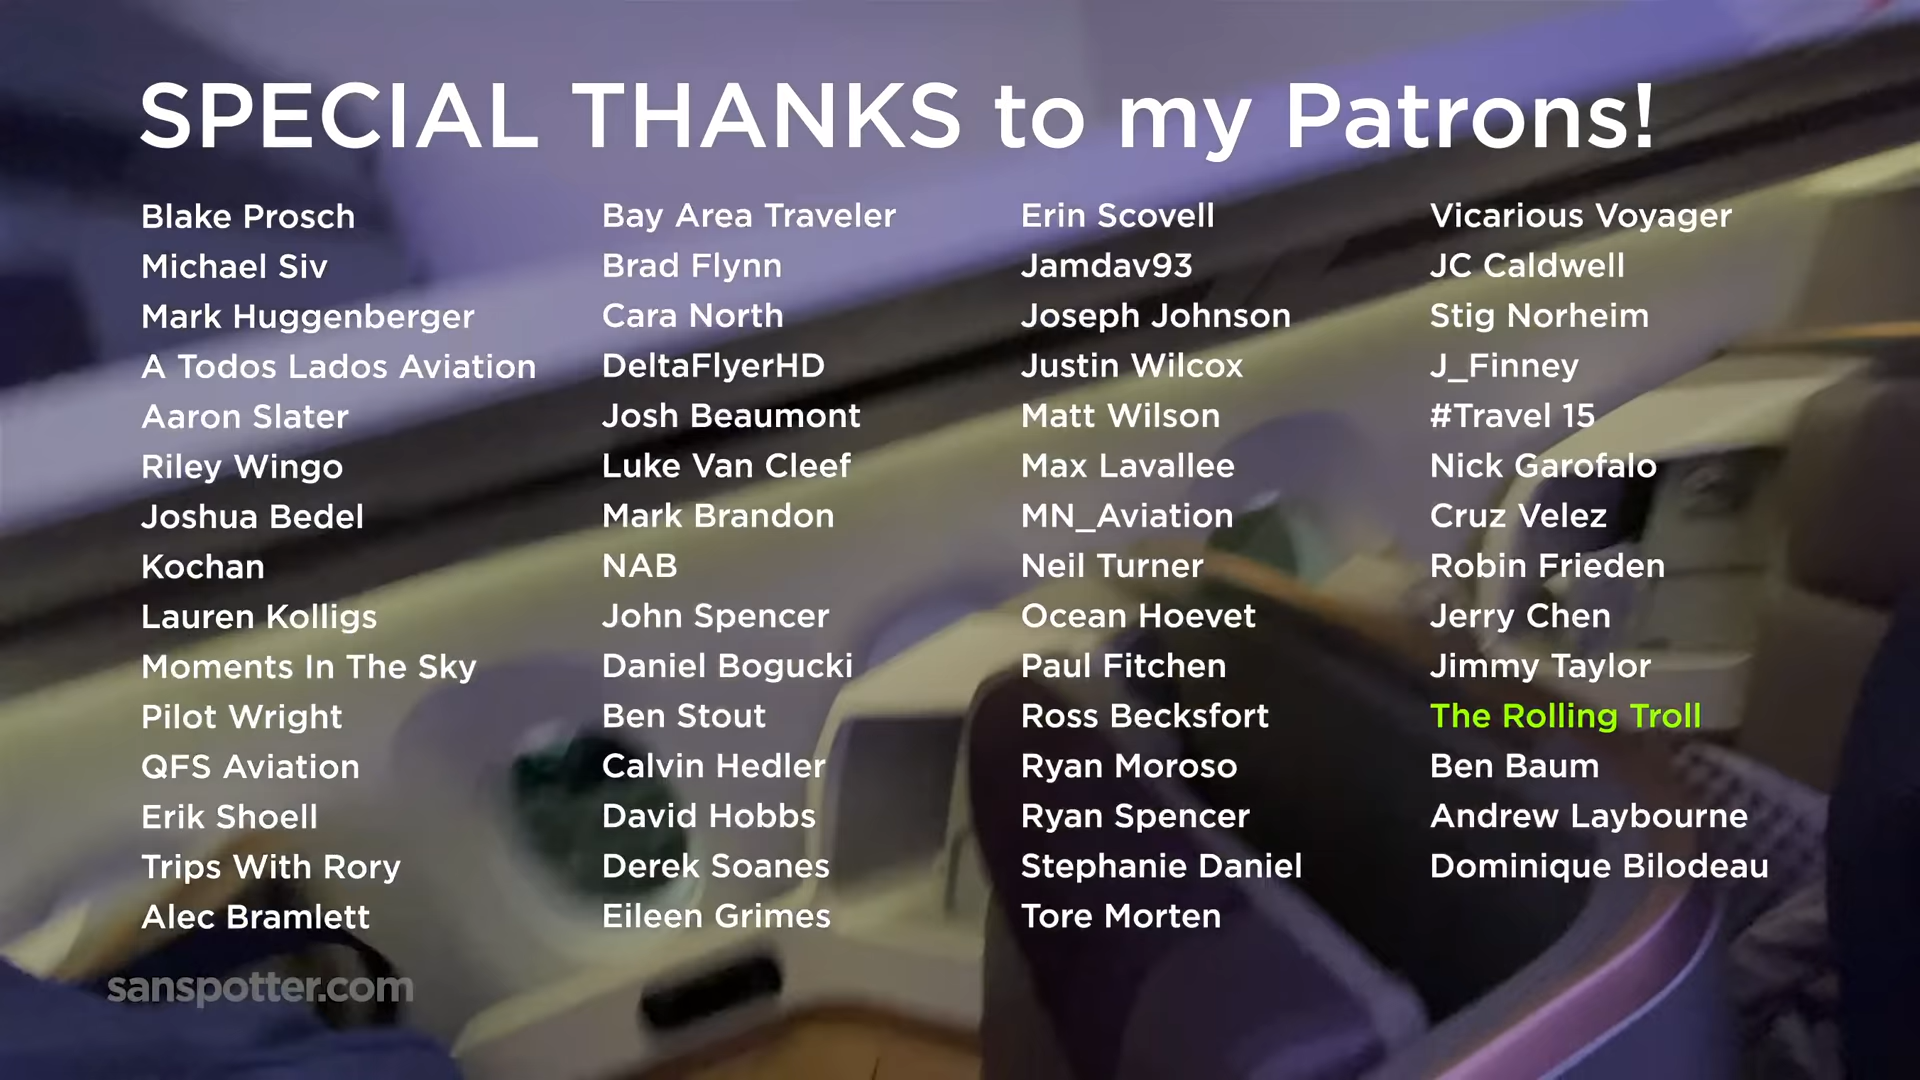 SPECIAL THANKS to my Patrons!
Blake Prosch
Michael Siv
Mark Huggenberger
A Todos Lados Aviation
Aaron Slater
Riley Wingo
Joshua Bedel
Kochan
Lauren Kolligs
Moments In The Sky
Pilot Wright
QFS Aviation
Erik Shoell
Trips With Rory
Alec Bramlett
Bay Area Traveler
Brad Flynn
Cara North
DeltaFlyerHD
Josh Beaumont
Luke Van Cleef
Mark Brandon
NAB
John Spencer
Daniel Bogucki
Ben Stout
Calvin Hedler
David Hobbs
Derek Soanes
Eileen Grimes
Erin Scovell
Jamdav93
Joseph Johnson
Justin Wilcox
Matt Wilson
Max Lavallee
MN_Aviation
Neil Turner
Ocean Hoevet
Paul Fitchen
Ross Becksfort
Ryan Moroso
Ryan Spencer
Stephanie Daniel
Tore Morten
Vicarious Voyager
JC Caldwell
Stig Norheim
J_Finney
#Travel 15
Nick Garofalo
Cruz Velez
Robin Frieden
Jerry Chen
Jimmy Taylor
The Rolling Troll
Ben Baum
Andrew Laybourne
Dominique Bilodeau
sanspotter.com